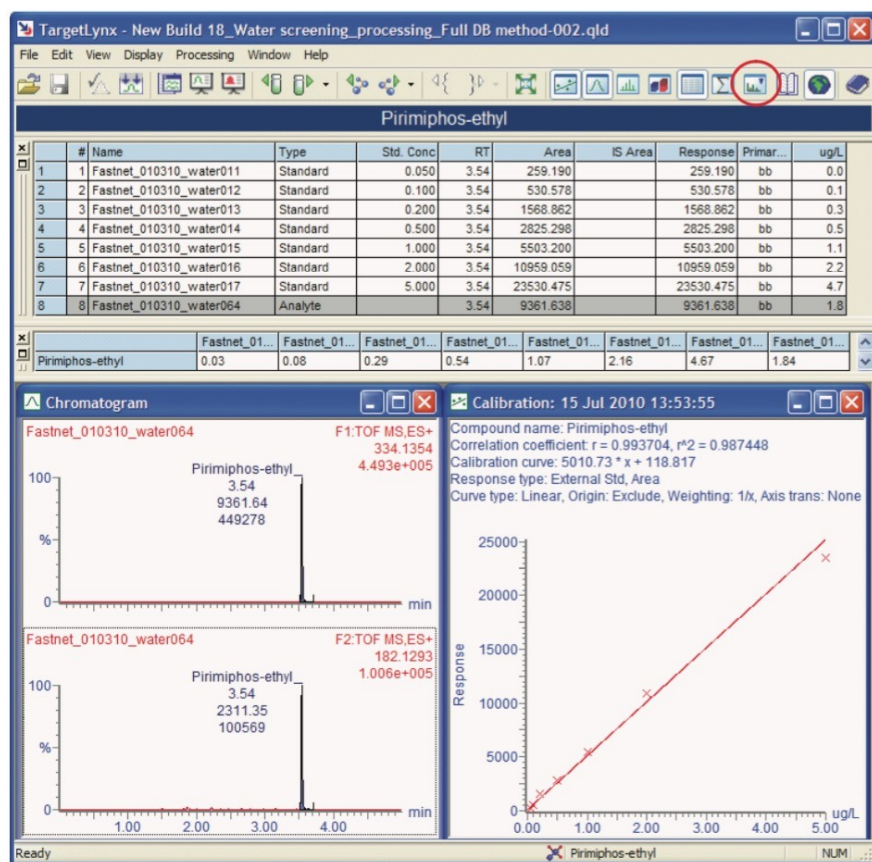 TargetLynx - New Build 18_Water screening_processing_Full DB method-002.qld
File Edit View Display Processing Window Help
Pirimiphos-ethyl
# Name Type Std. Conc RT Area IS Area Response Primar... ug/L
1 1 Fastnet_010310_water011 Standard 0.050 3.54 259.190 259.190 bb 0.0
2 2 Fastnet_010310_water012 Standard 0.100 3.54 530.578 530.578 bb 0.1
3 3 Fastnet_010310_water013 Standard 0.200 3.54 1568.862 1568.862 bb 0.3
4 4 Fastnet_010310_water014 Standard 0.500 3.54 2825.298 2825.298 bb 0.5
5 5 Fastnet_010310_water015 Standard 1.000 3.54 5503.200 5503.200 bb 1.1
6 6 Fastnet_010310_water016 Standard 2.000 3.54 10959.059 10959.059 bb 2.2
7 7 Fastnet_010310_water017 Standard 5.000 3.54 23530.475 23530.475 bb 4.7
8 8 Fastnet_010310_water064 Analyte 3.54 9361.638 9361.638 bb 1.8
Fastnet_01... Fastnet_01... Fastnet_01... Fastnet_01... Fastnet_01... Fastnet_01... Fastnet_01... Fastnet_01...
Pirimiphos-ethyl 0.03 0.08 0.29 0.54 1.07 2.16 4.67 1.84
Chromatogram
Fastnet_010310_water064 F1:TOF MS,ES+
334.1354
4.493e+005
100
Pirimiphos-ethyl
3.54
9361.64
449278
%
0
min
Fastnet_010310_water064 F2:TOF MS,ES+
182.1293
1.006e+005
100
Pirimiphos-ethyl
3.54
2311.35
100569
%
0
min
1.00 2.00 3.00 4.00
Calibration: 15 Jul 2010 13:53:55
Compound name: Pirimiphos-ethyl
Correlation coefficient: r = 0.993704, r^2 = 0.987448
Calibration curve: 5010.73 * x + 118.817
Response type: External Std, Area
Curve type: Linear, Origin: Exclude, Weighting: 1/x, Axis trans: None
25000
20000
15000
Response
10000
5000
0
ug/L
0.00 1.00 2.00 3.00 4.00 5.00
Ready Pirimiphos-ethyl NUM